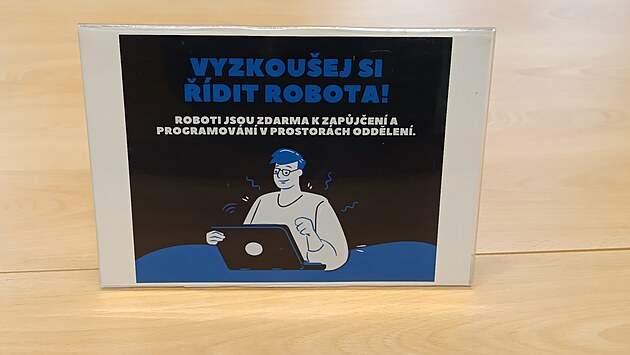 VYZKOUŠEJ SI
ŘÍDIT ROBOTA!
ROBOTI JSOU ZDARMA K ZAPŮJČENÍ A
PROGRAMOVÁNÍ V PROSTORÁCH ODDĚLENÍ.